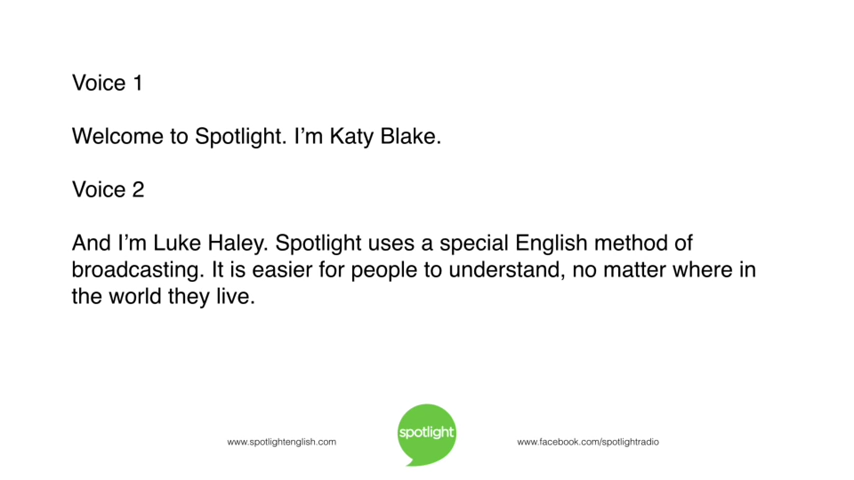 Voice 1
Welcome to Spotlight. I’m Katy Blake.
Voice 2
And I’m Luke Haley. Spotlight uses a special English method of
broadcasting. It is easier for people to understand, no matter where in
the world they live.
www.spotlightenglish.com
spotlight
www.facebook.com/spotlightradio